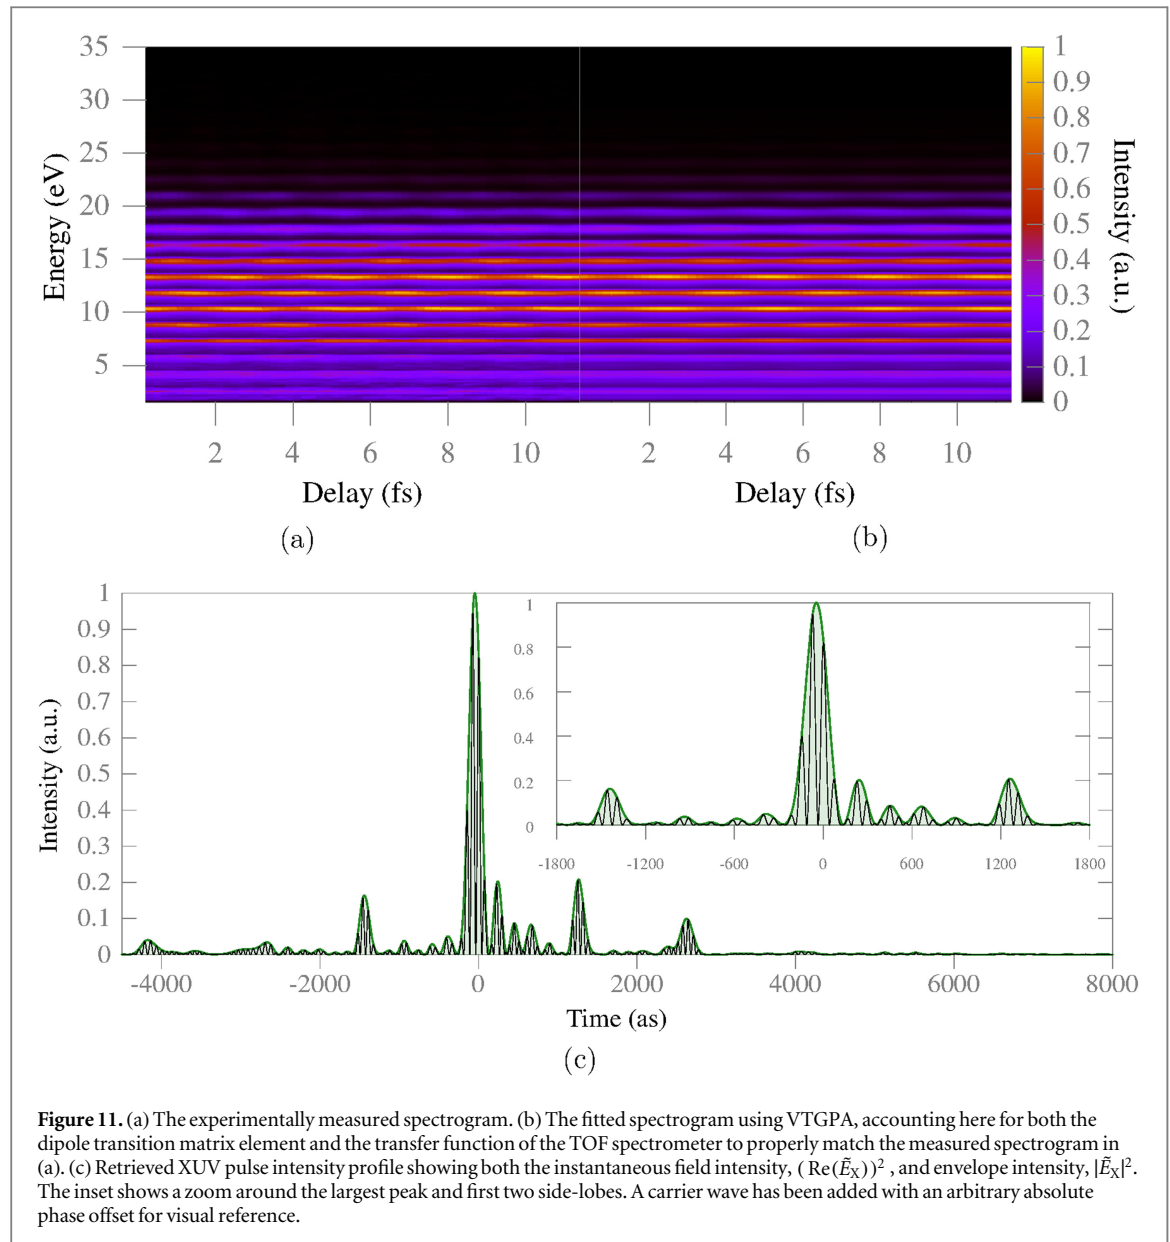 35
30
25
20
15
10
5
Energy (eV)
1
0.9
0.8
0.7
0.6
0.5
0.4
0.3
0.2
0.1
0
Intensity (a.u.)
2 4 6 8 10 2 4 6 8 10
Delay (fs) Delay (fs)
(a) (b)
1
0.9
0.8
0.7
0.6
0.5
0.4
0.3
0.2
0.1
0
Intensity (a.u.)
1
0.8
0.6
0.4
0.2
0
-1800 -1200 -600 0 600 1200 1800
-4000 -2000 0 2000 4000 6000 8000
Time (as)
(c)
Figure 11. (a) The experimentally measured spectrogram. (b) The fitted spectrogram using VTGPA, accounting here for both the
dipole transition matrix element and the transfer function of the TOF spectrometer to properly match the measured spectrogram in
(a). (c) Retrieved XUV pulse intensity profile showing both the instantaneous field intensity, (Re(Ẽ_X))², and envelope intensity, |Ẽ_X|².
The inset shows a zoom around the largest peak and first two side-lobes. A carrier wave has been added with an arbitrary absolute
phase offset for visual reference.